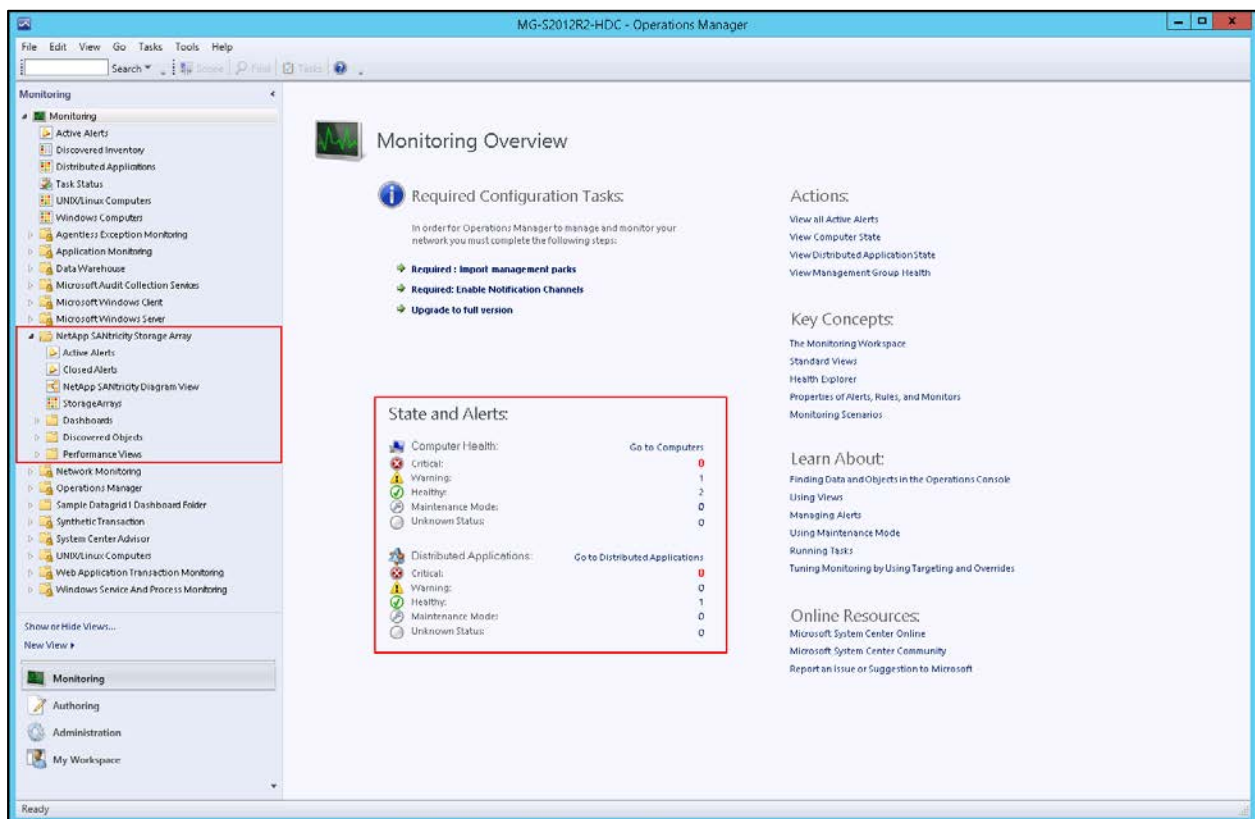 MG-S2012R2-HDC - Operations Manager
File Edit View Go Tasks Tools Help
Search Scope Find Tasks
Monitoring
Monitoring
Active Alerts
Discovered Inventory
Distributed Applications
Task Status
UNIX/Linux Computers
Windows Computers
Agentless Exception Monitoring
Application Monitoring
Data Warehouse
Microsoft Audit Collection Services
Microsoft Windows Client
Microsoft Windows Server
NetApp SANtricity Storage Array
Active Alerts
Closed Alerts
NetApp SANtricity Diagram View
StorageArrays
Dashboards
Discovered Objects
Performance Views
Network Monitoring
Operations Manager
Sample Datagrid1 Dashboard Folder
Synthetic Transaction
System Center Advisor
UNIX/Linux Computers
Web Application Transaction Monitoring
Windows Service And Process Monitoring
Show or Hide Views...
New View
Monitoring
Authoring
Administration
My Workspace
Ready
Monitoring Overview
Required Configuration Tasks:
In order for Operations Manager to manage and monitor your
network you must complete the following steps:
Required : Import management packs
Required: Enable Notification Channels
Upgrade to full version
State and Alerts:
Computer Health: Go to Computers
Critical: 0
Warning: 1
Healthy: 2
Maintenance Mode: 0
Unknown Status: 0
Distributed Applications: Go to Distributed Applications
Critical: 0
Warning: 0
Healthy: 1
Maintenance Mode: 0
Unknown Status: 0
Actions:
View all Active Alerts
View Computer State
View Distributed Application State
View Management Group Health
Key Concepts:
The Monitoring Workspace
Standard Views
Health Explorer
Properties of Alerts, Rules, and Monitors
Monitoring Scenarios
Learn About:
Finding Data and Objects in the Operations Console
Using Views
Managing Alerts
Using Maintenance Mode
Running Tasks
Tuning Monitoring by Using Targeting and Overrides
Online Resources:
Microsoft System Center Online
Microsoft System Center Community
Report an Issue or Suggestion to Microsoft